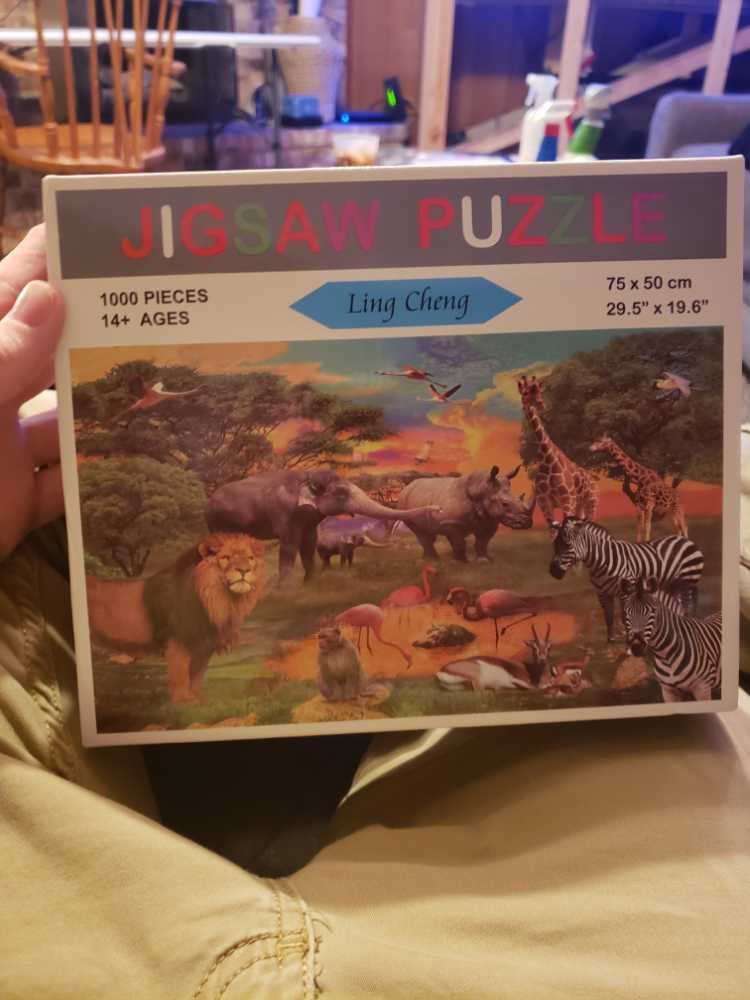 JIGSAW PUZZLE
1000 PIECES
14+ AGES
Ling Cheng
75 x 50 cm
29.5" x 19.6"